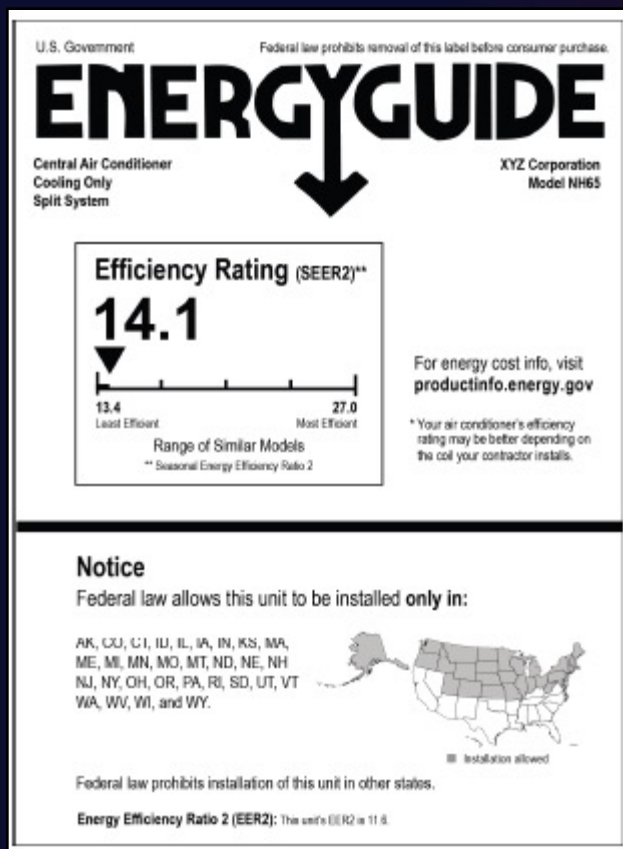 U.S. Government
Federal law prohibits removal of this label before consumer purchase.
ENERGYGUIDE
Central Air Conditioner
Cooling Only
Split System
XYZ Corporation
Model NH65
Efficiency Rating (SEER2)**
14.1
13.4
27.0
Least Efficient
Most Efficient
Range of Similar Models
** Seasonal Energy Efficiency Ratio 2
For energy cost info, visit
productinfo.energy.gov
* Your air conditioner's efficiency
rating may be better depending on
the coil your contractor installs.
Notice
Federal law allows this unit to be installed only in:
AK, CO, CT, ID, IL, IA, IN, KS, MA,
ME, MI, MN, MO, MT, ND, NE, NH
NJ, NY, OH, OR, PA, RI, SD, UT, VT
WA, WV, WI, and WY.
Installation allowed
Federal law prohibits installation of this unit in other states.
Energy Efficiency Ratio 2 (EER2): This unit's EER2 is 11.6.